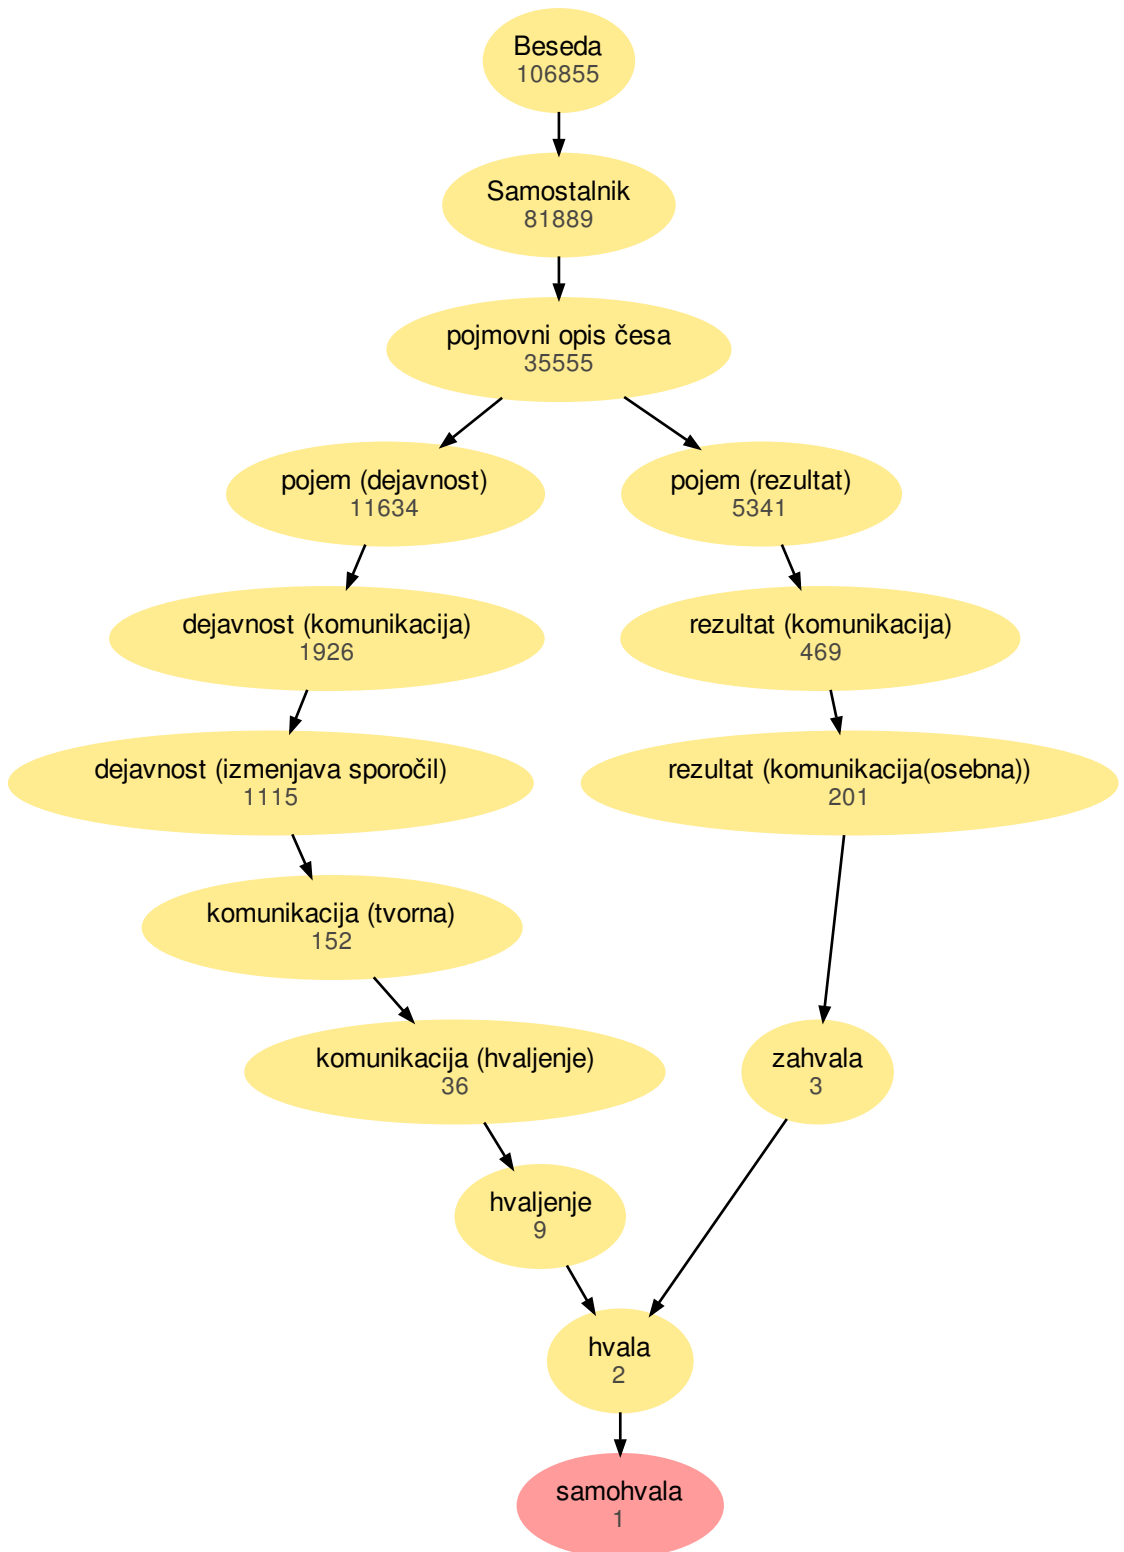 Beseda
106855
Samostalnik
81889
pojmovni opis česa
35555
pojem (dejavnost)
11634
pojem (rezultat)
5341
dejavnost (komunikacija)
1926
rezultat (komunikacija)
469
dejavnost (izmenjava sporočil)
1115
rezultat (komunikacija(osebna))
201
komunikacija (tvorna)
152
komunikacija (hvaljenje)
36
zahvala
3
hvaljenje
9
hvala
2
samohvala
1